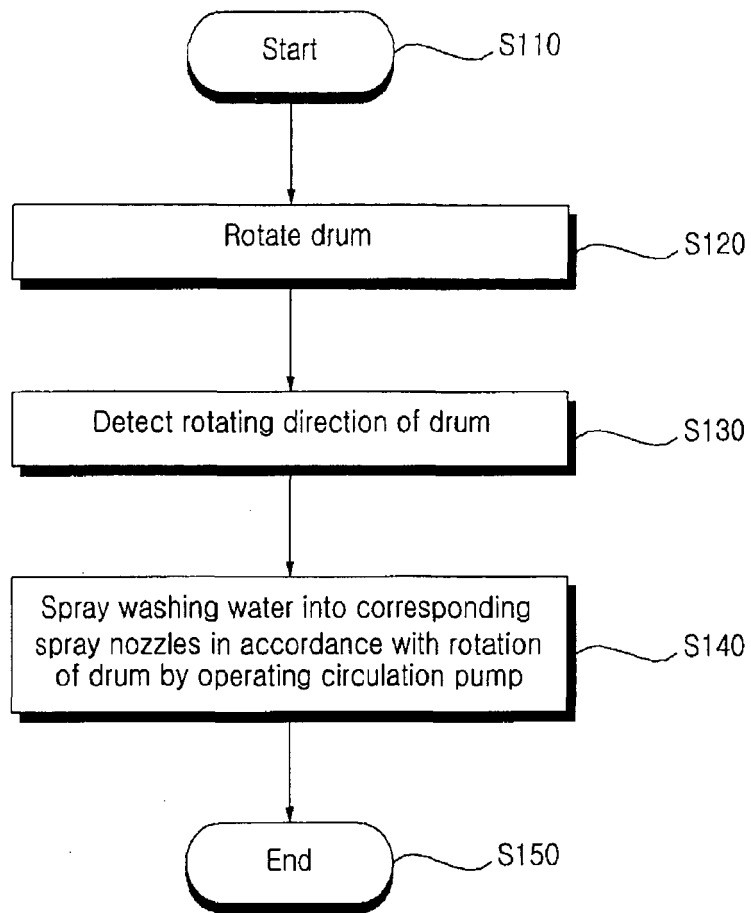 Start
S110
Rotate drum
S120
Detect rotating direction of drum
S130
Spray washing water into corresponding
spray nozzles in accordance with rotation
of drum by operating circulation pump
S140
End
S150